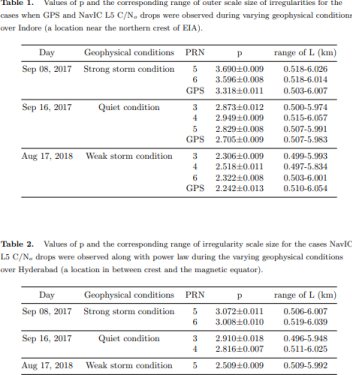 Table 1. Values of p and the corresponding range of outer scale size of irregularities for the
cases when GPS and NavIC L5 C/Nₒ drops were observed during varying geophysical conditions
over Indore (a location near the northern crest of EIA).
Day Geophysical conditions PRN p range of L (km)
Sep 08, 2017 Strong storm condition 5 3.690±0.009 0.518-6.026
6 3.596±0.008 0.518-6.014
GPS 3.318±0.011 0.503-6.007
Sep 16, 2017 Quiet condition 3 2.873±0.012 0.500-5.974
4 2.949±0.009 0.515-6.057
5 2.829±0.008 0.507-5.991
GPS 2.705±0.009 0.507-5.983
Aug 17, 2018 Weak storm condition 3 2.306±0.009 0.499-5.993
4 2.518±0.011 0.497-5.834
6 2.322±0.008 0.503-6.001
GPS 2.242±0.013 0.510-6.054
Table 2. Values of p and the corresponding range of irregularity scale size for the cases NavIC
L5 C/Nₒ drops were observed along with power law during the varying geophysical conditions
over Hyderabad (a location in between crest and the magnetic equator).
Day Geophysical conditions PRN p range of L (km)
Sep 08, 2017 Strong storm condition 5 3.072±0.011 0.506-6.007
6 3.008±0.010 0.519-6.039
Sep 16, 2017 Quiet condition 3 2.910±0.018 0.496-5.948
4 2.816±0.007 0.511-6.025
Aug 17, 2018 Weak storm condition 5 2.509±0.009 0.509-5.992